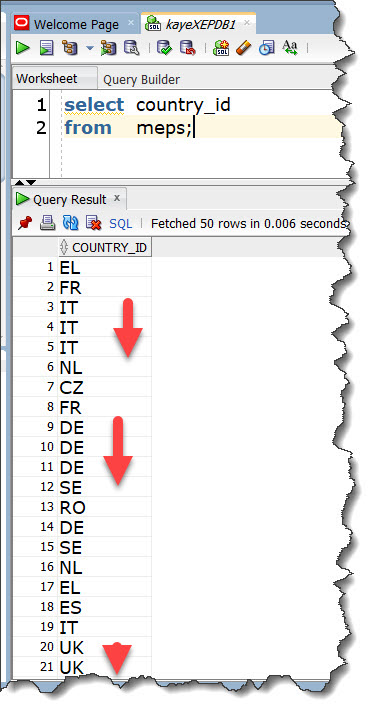 Welcome Page kayeXEPDB1
SQL
Aa
Worksheet Query Builder
1 select country_id
2 from meps;
Query Result x
SQL Fetched 50 rows in 0.006 seconds
COUNTRY_ID
1 EL
2 FR
3 IT
4 IT
5 IT
6 NL
7 CZ
8 FR
9 DE
10 DE
11 DE
12 SE
13 RO
14 DE
15 SE
16 NL
17 EL
18 ES
19 IT
20 UK
21 UK